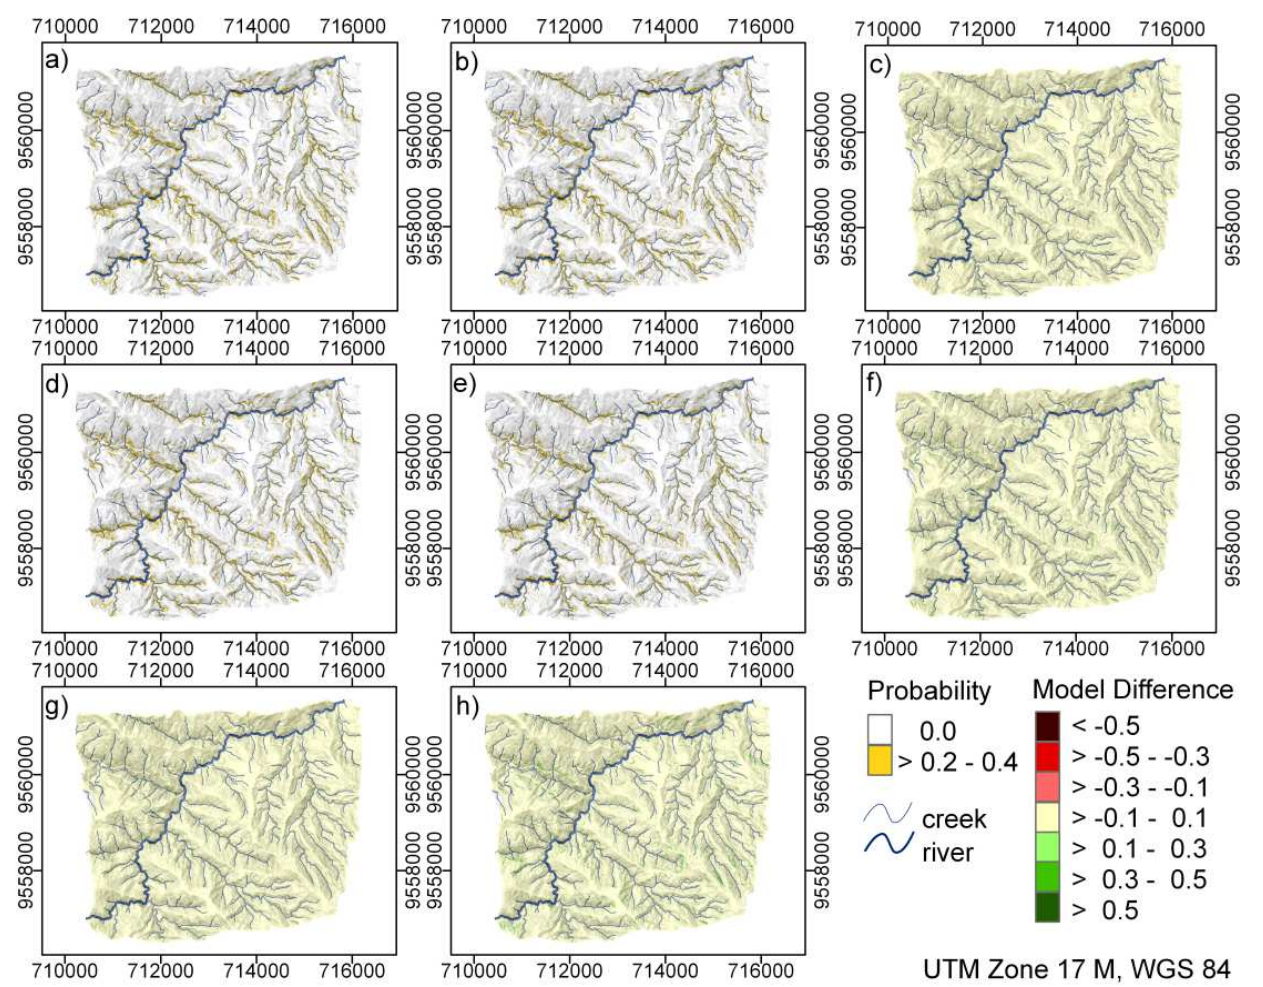 710000 712000 714000 716000
710000 712000 714000 716000
710000 712000 714000 716000
a)
b)
c)
9560000
9558000
9560000
9558000
9560000
9558000
9560000
9558000
710000 712000 714000 716000
710000 712000 714000 716000
710000 712000 714000 716000
710000 712000 714000 716000
710000 712000 714000 716000
710000 712000 714000 716000
d)
e)
f)
9560000
9558000
9560000
9558000
9560000
9558000
9560000
9558000
710000 712000 714000 716000
710000 712000 714000 716000
710000 712000 714000 716000
710000 712000 714000 716000
710000 712000 714000 716000
g)
h)
9560000
9558000
9560000
9558000
9560000
9558000
710000 712000 714000 716000
710000 712000 714000 716000
Probability
0.0
> 0.2 - 0.4
creek
river
Model Difference
< -0.5
> -0.5 - -0.3
> -0.3 - -0.1
> -0.1 - 0.1
> 0.1 - 0.3
> 0.3 - 0.5
> 0.5
UTM Zone 17 M, WGS 84